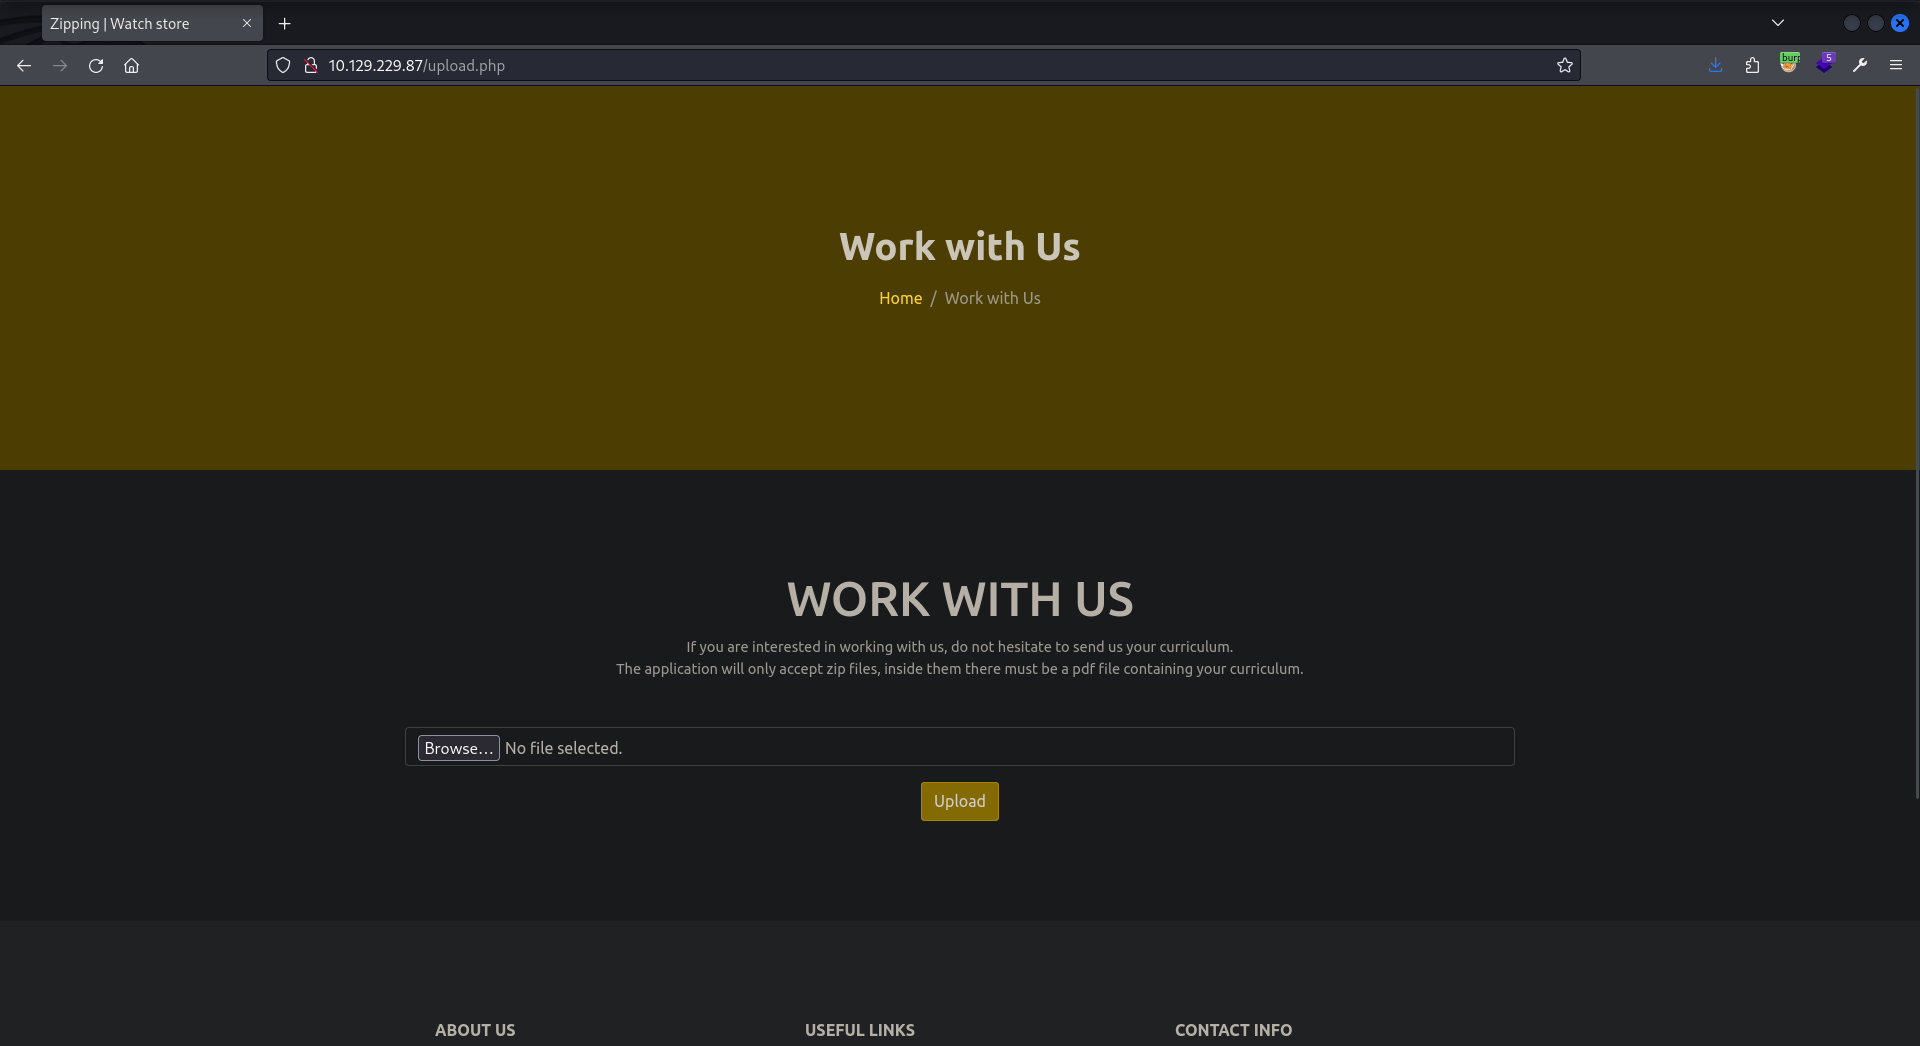 Zipping | Watch store
10.129.229.87/upload.php
5
Work with Us
Home / Work with Us
WORK WITH US
If you are interested in working with us, do not hesitate to send us your curriculum.
The application will only accept zip files, inside them there must be a pdf file containing your curriculum.
Browse... No file selected.
Upload
ABOUT US USEFUL LINKS CONTACT INFO